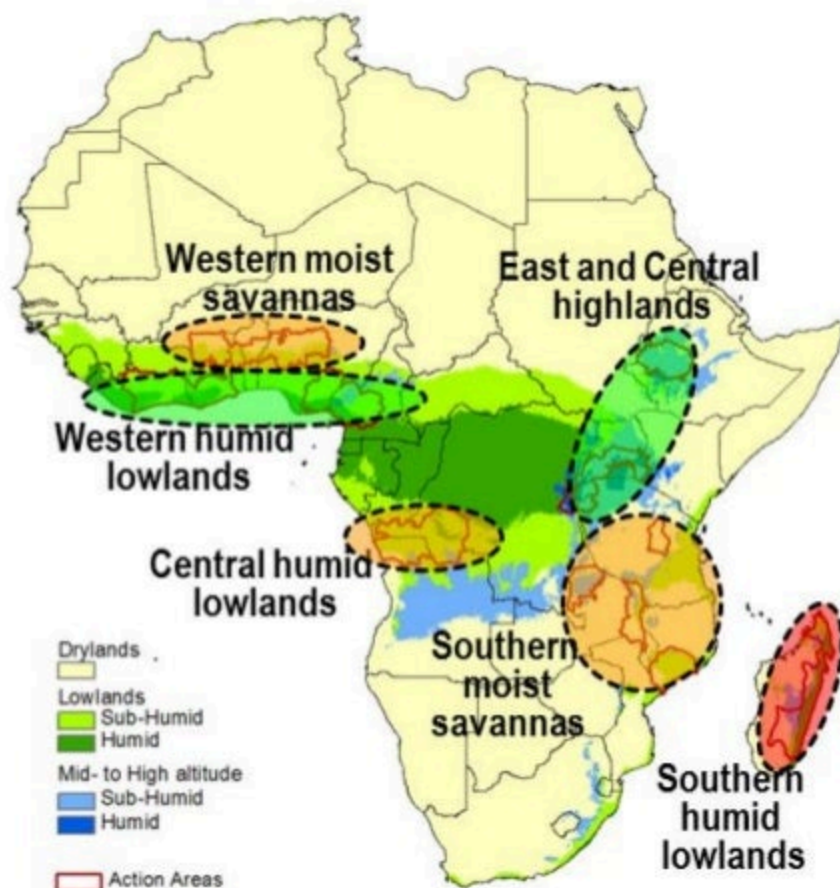 Western moist
savannas
East and Central
highlands
Western humid
lowlands
Central humid
lowlands
Southern
moist
savannas
Southern
humid
lowlands
Drylands
Lowlands
Sub-Humid
Humid
Mid- to High altitude
Sub-Humid
Humid
Action Areas